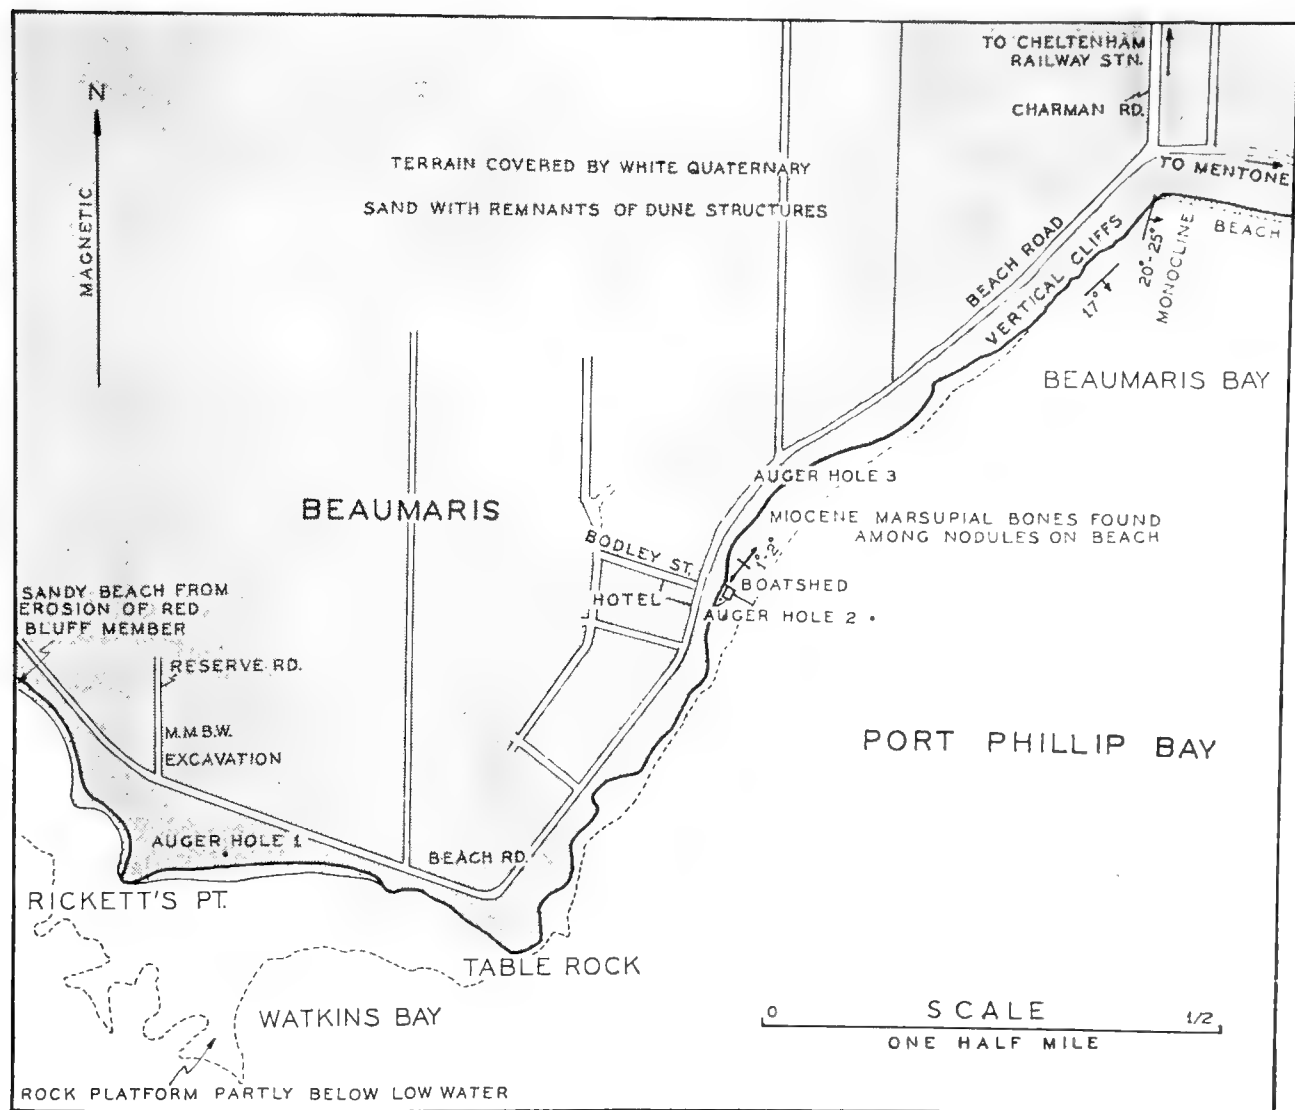 TO CHELTENHAM
RAILWAY STN.
CHARMAN RD.
TO MENTONE
N
MAGNETIC
TERRAIN COVERED BY WHITE QUATERNARY
SAND WITH REMNANTS OF DUNE STRUCTURES
BEACH ROAD
VERTICAL CLIFFS
BEACH
20°-25°
MONOCLINE
17°
BEAUMARIS BAY
AUGER HOLE 3
BEAUMARIS
MIOCENE MARSUPIAL BONES FOUND
AMONG NODULES ON BEACH
BODLEY ST.
1°-2°
BOATSHED
HOTEL
AUGER HOLE 2
SANDY BEACH FROM
EROSION OF RED
BLUFF MEMBER
RESERVE RD.
M.M.B.W.
EXCAVATION
PORT PHILLIP BAY
AUGER HOLE 1
BEACH RD.
RICKETT'S PT.
TABLE ROCK
WATKINS BAY
0 SCALE 1/2
ONE HALF MILE
ROCK PLATFORM PARTLY BELOW LOW WATER